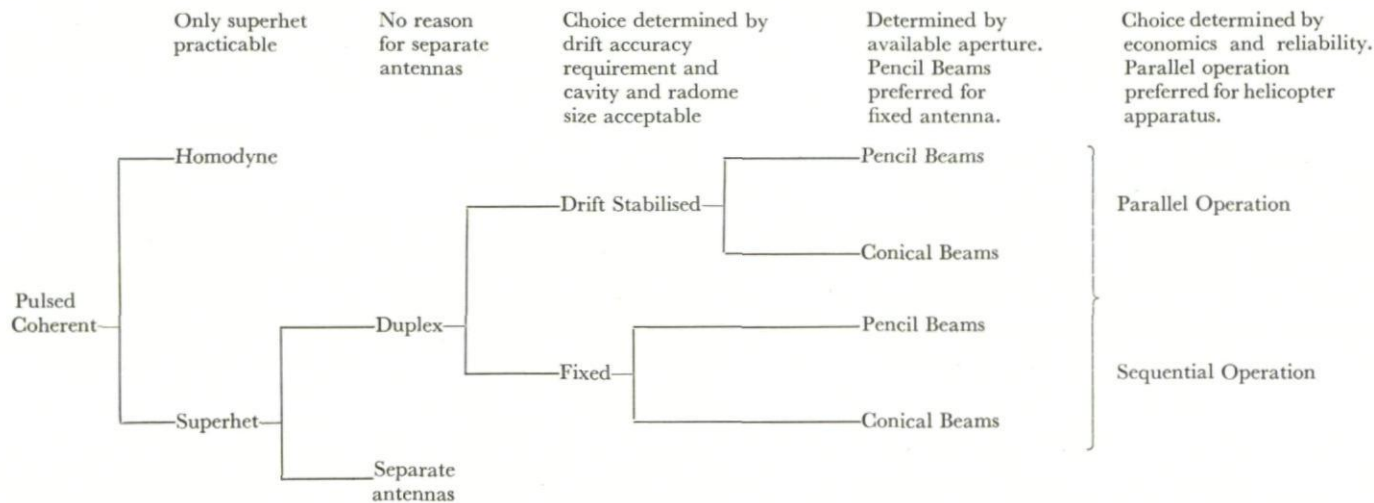 Only superhet
practicable
No reason
for separate
antennas
Choice determined by
drift accuracy
requirement and
cavity and radome
size acceptable
Determined by
available aperture.
Pencil Beams
preferred for
fixed antenna.
Choice determined by
economics and reliability.
Parallel operation
preferred for helicopter
apparatus.
Homodyne
Pencil Beams
Drift Stabilised
Parallel Operation
Conical Beams
Pulsed
Coherent
Duplex
Pencil Beams
Fixed
Sequential Operation
Superhet
Conical Beams
Separate
antennas